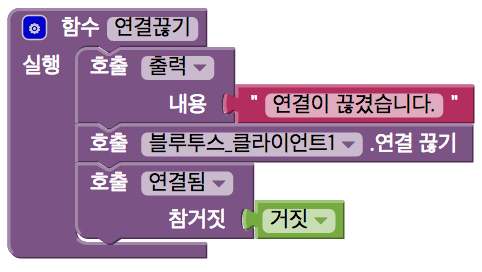 함수 연결끊기
실행 호출 출력
내용 " 연결이 끊겼습니다. "
호출 블루투스_클라이언트1 .연결 끊기
호출 연결됨
참거짓 거짓